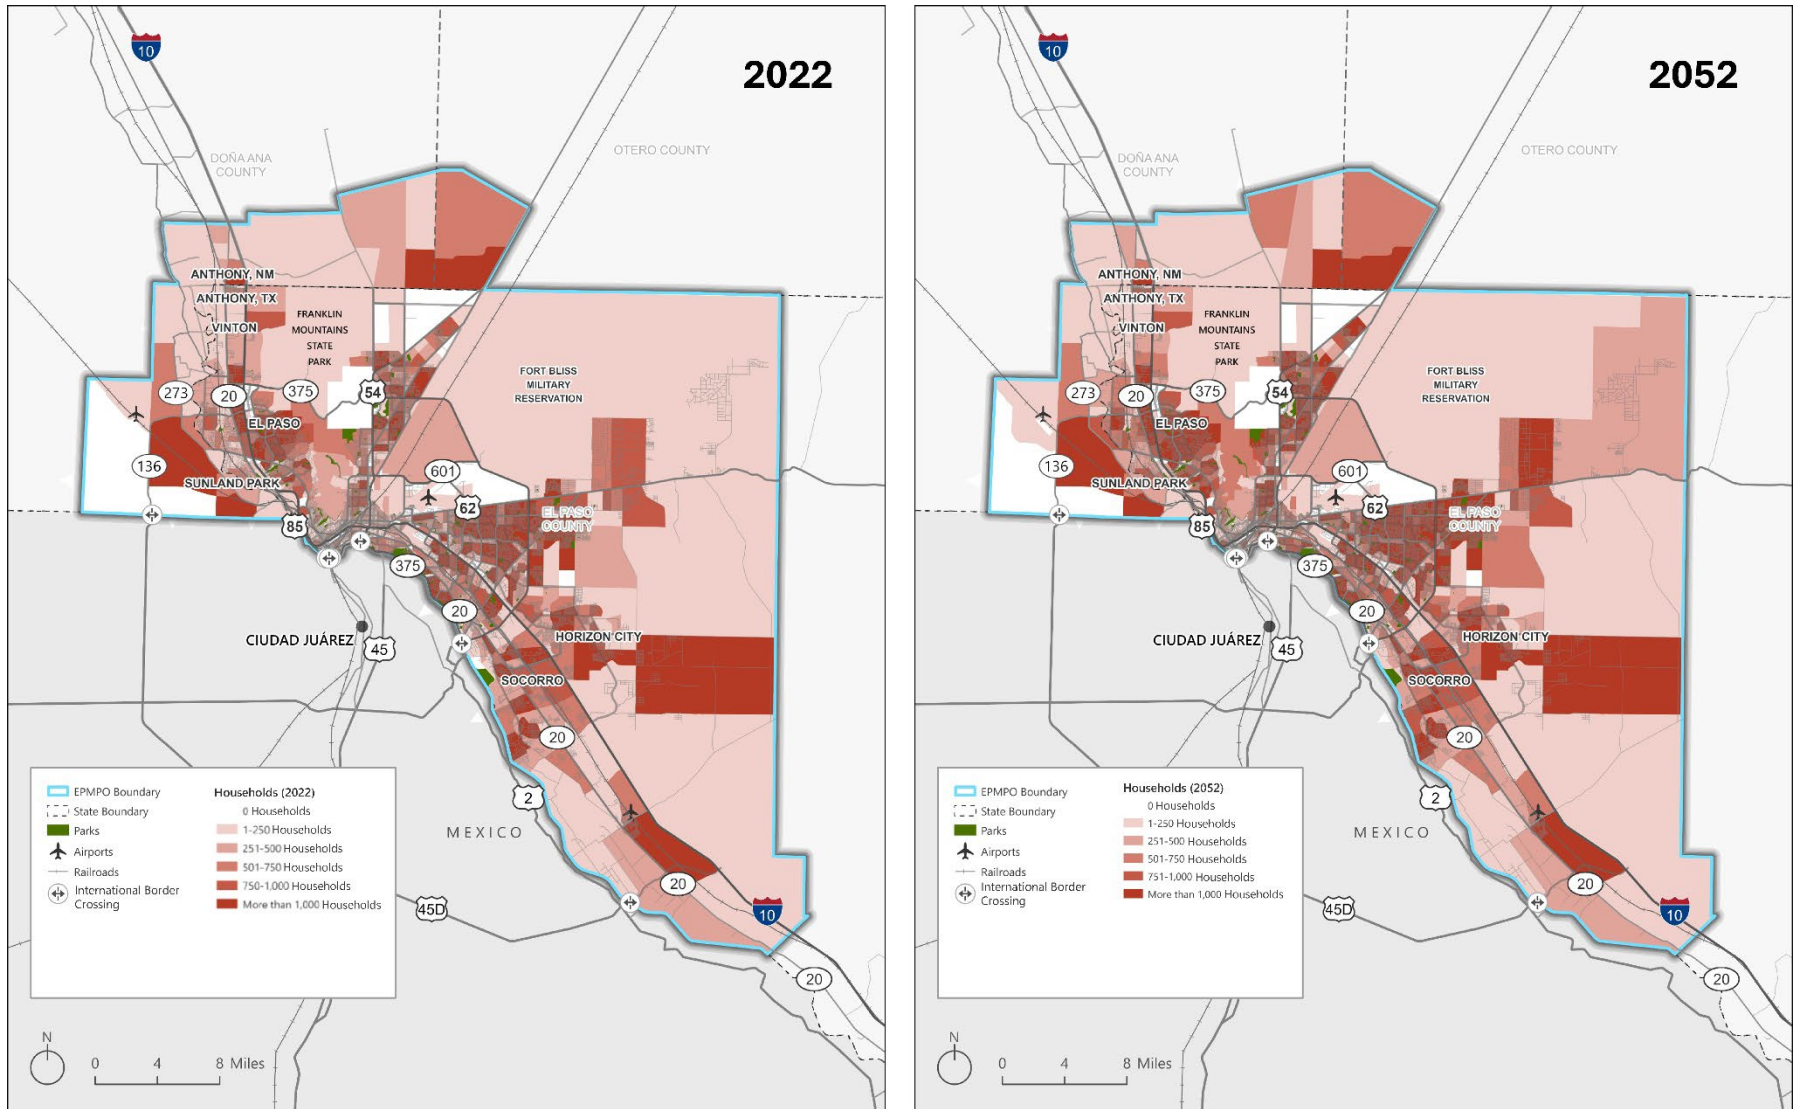 10
2022
DOÑA ANA
COUNTY
OTERO COUNTY
ANTHONY, NM
ANTHONY, TX
VINTON
FRANKLIN
MOUNTAINS
STATE
PARK
FORT BLISS
MILITARY
RESERVATION
273
20
375
54
EL PASO
136
601
SUNLAND PARK
62
85
EL PASO
COUNTY
375
20
CIUDAD JUÁREZ
45
HORIZON CITY
SOCORRO
20
2
MEXICO
20
45D
10
20
EPMPO Boundary
State Boundary
Parks
Airports
Railroads
International Border
Crossing
Households (2022)
0 Households
1-250 Households
251-500 Households
501-750 Households
750-1,000 Households
More than 1,000 Households
N
0 4 8 Miles
10
2052
DOÑA ANA
COUNTY
OTERO COUNTY
ANTHONY, NM
ANTHONY, TX
VINTON
FRANKLIN
MOUNTAINS
STATE
PARK
FORT BLISS
MILITARY
RESERVATION
273
20
375
54
EL PASO
136
601
SUNLAND PARK
62
85
EL PASO
COUNTY
375
20
CIUDAD JUÁREZ
45
HORIZON CITY
SOCORRO
20
2
MEXICO
20
45D
10
20
EPMPO Boundary
State Boundary
Parks
Airports
Railroads
International Border
Crossing
Households (2052)
0 Households
1-250 Households
251-500 Households
501-750 Households
751-1,000 Households
More than 1,000 Households
N
0 4 8 Miles